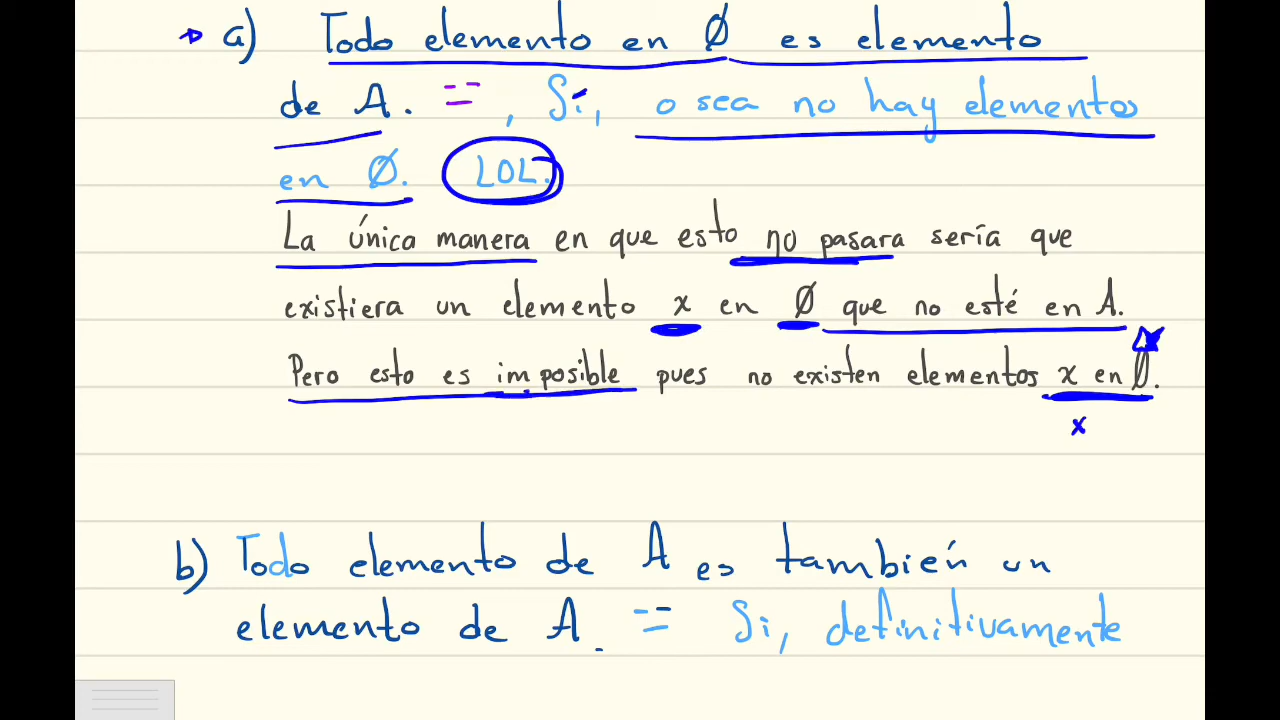 a) Todo elemento en Ø es elemento
de A. == , Si, o sea no hay elementos
en Ø. LOL.
La única manera en que esto no pasara sería que
existiera un elemento x en Ø que no esté en A.
Pero esto es imposible pues no existen elementos x en Ø.
x
b) Todo elemento de A es también un
elemento de A. == Si, definitivamente